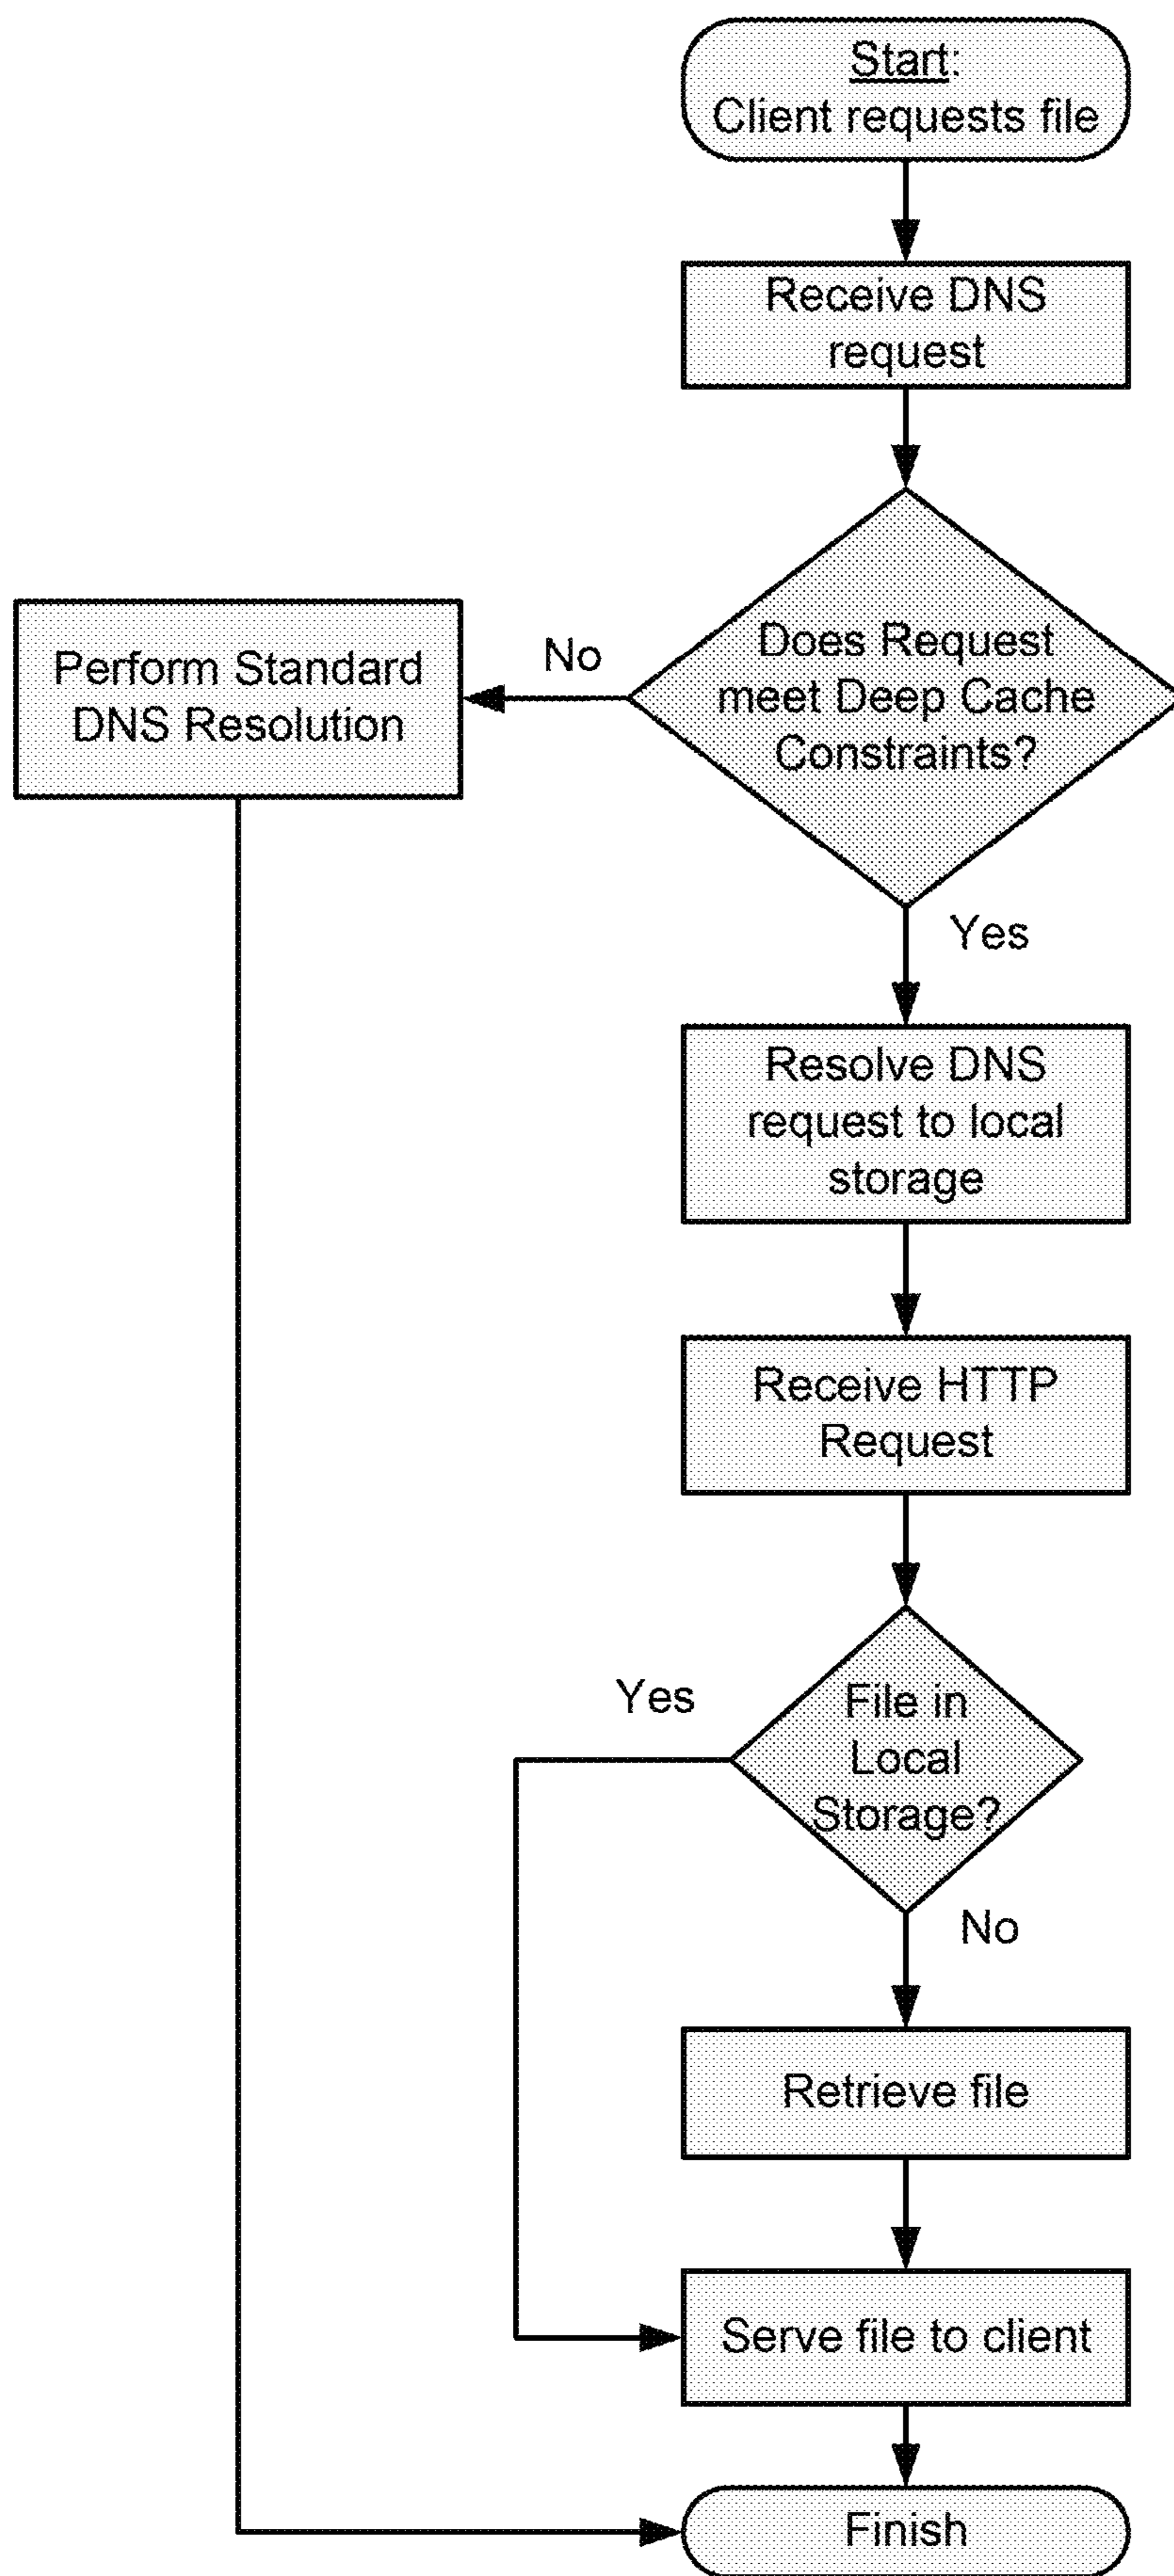 Start:
Client requests file
Receive DNS
request
Does Request
meet Deep Cache
Constraints?
No
Perform Standard
DNS Resolution
Yes
Resolve DNS
request to local
storage
Receive HTTP
Request
File in
Local
Storage?
Yes
No
Retrieve file
Serve file to client
Finish